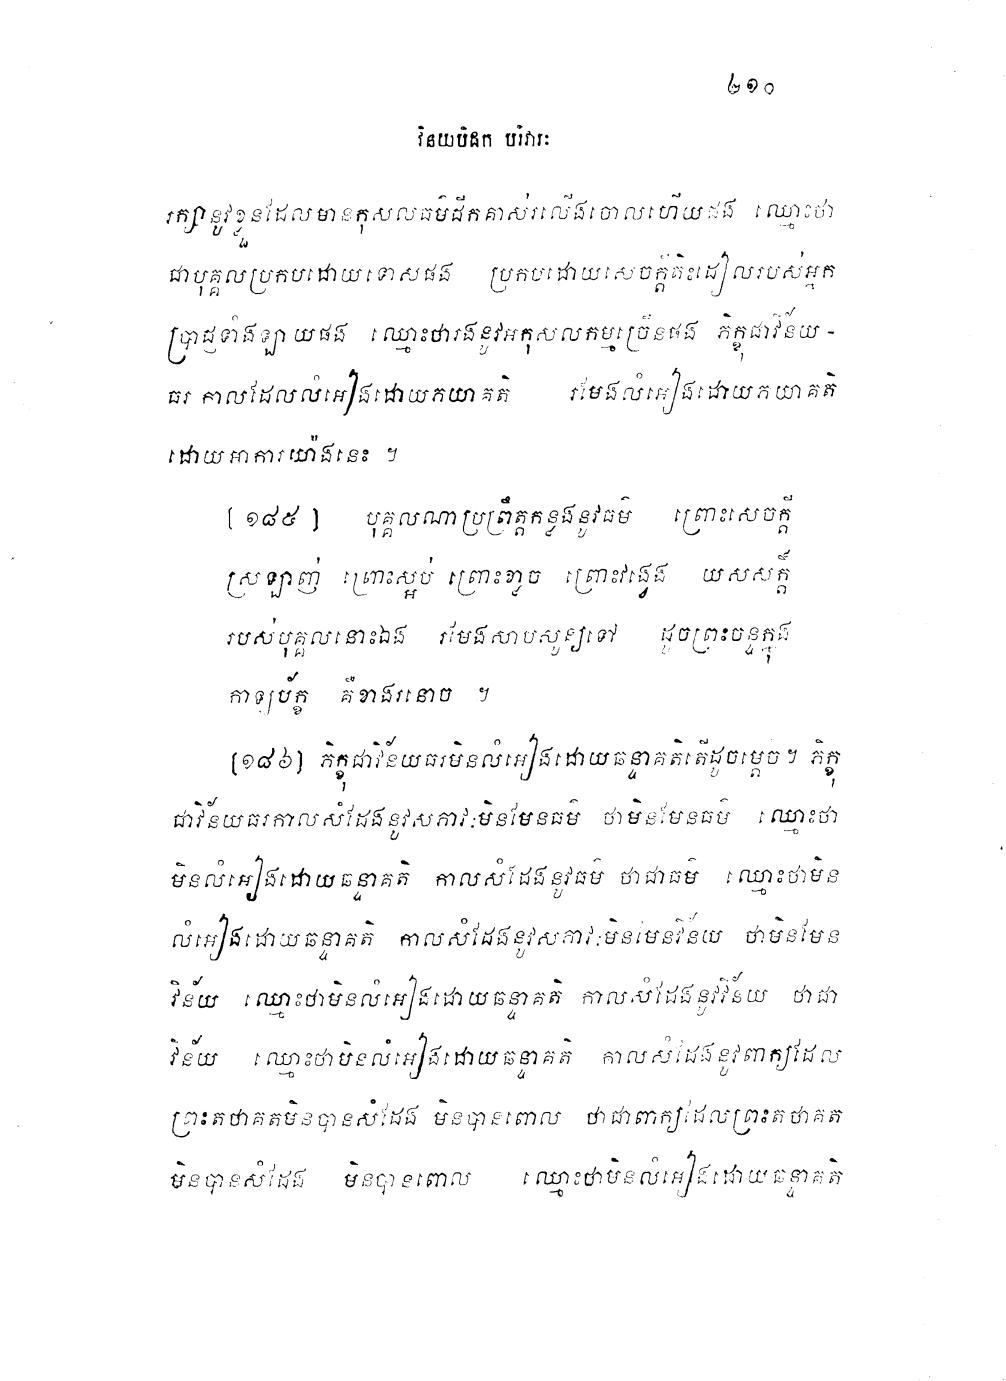 ២១០
វិនយបិដក បរិវារៈ
រក្សានូវខ្លួនដែលមានកុសលធម៌ដឹកគាស់រលើងចោលហើយផង ឈ្មោះថា
ជាបុគ្គលប្រកបដោយទោសផង ប្រកបដោយសេចក្តីតិះដៀលរបស់អ្នក
ប្រាជ្ញទាំងឡាយផង ឈ្មោះថារងនូវអកុសលកម្មច្រើនផង ភិក្ខុជាវិន័យ-
ធរ កាលដែលលំអៀងដោយភយាគតិ រមែងលំអៀងដោយភយាគតិ
ដោយអាការយ៉ាងនេះ ។
[១៨៥] បុគ្គលណាប្រព្រឹត្តកន្លងនូវធម៌ ព្រោះសេចក្តី
ស្រឡាញ់ ព្រោះស្អប់ ព្រោះខ្លាច ព្រោះវង្វេង យសសក្តិ៍
របស់បុគ្គលនោះឯង រមែងសាបសូន្យទៅ ដូចព្រះចន្ទក្នុង
កាឡប័ក្ខ គឺខាងរនោច ។
[១៨៦] ភិក្ខុជាវិន័យធរមិនលំអៀងដោយឆន្ទាគតិតើដូចម្តេច។ ភិក្ខុ
ជាវិន័យធរកាលសំដែងនូវសភាវៈមិនមែនធម៌ ថាមិនមែនធម៌ ឈ្មោះថា
មិនលំអៀងដោយឆន្ទាគតិ កាលសំដែងនូវធម៌ ថាជាធម៌ ឈ្មោះថាមិន
លំអៀងដោយឆន្ទាគតិ កាលសំដែងនូវសភាវៈមិនមែនវិន័យ ថាមិនមែន
វិន័យ ឈ្មោះថាមិនលំអៀងដោយឆន្ទាគតិ កាលសំដែងនូវវិន័យ ថាជា
វិន័យ ឈ្មោះថាមិនលំអៀងដោយឆន្ទាគតិ កាលសំដែងនូវពាក្យដែល
ព្រះតថាគតមិនបានសំដែង មិនបានពោល ថាជាពាក្យដែលព្រះតថាគត
មិនបានសំដែង មិនបានពោល ឈ្មោះថាមិនលំអៀងដោយឆន្ទាគតិ